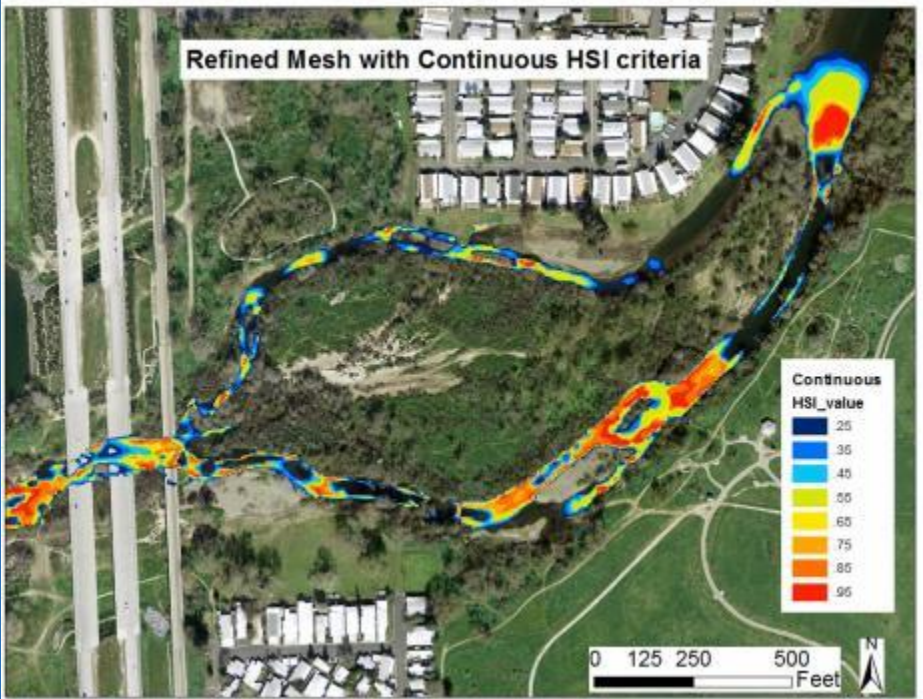 Refined Mesh with Continuous HSI criteria
Continuous
HSI_value
.25
.35
.45
.55
.65
.75
.85
.95
N
0 125 250 500
Feet